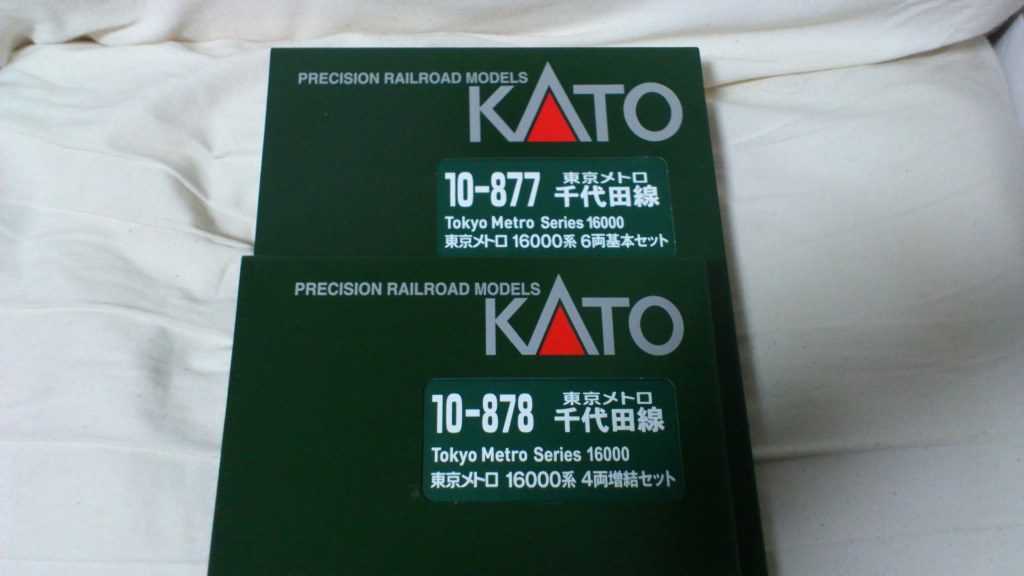 PRECISION RAILROAD MODELS
KATO
10-877 東京メトロ
千代田線
Tokyo Metro Series 16000
東京メトロ 16000系 6両基本セット
PRECISION RAILROAD MODELS
KATO
10-878 東京メトロ
千代田線
Tokyo Metro Series 16000
東京メトロ 16000系 4両増結セット